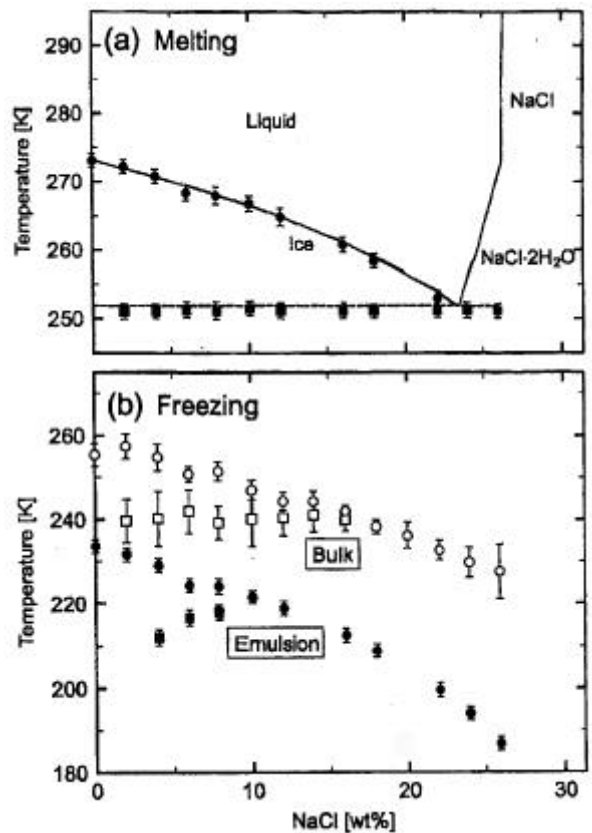 295
(a) Melting
Temperature [K]
Liquid
NaCl
280
270
Ice
NaCl·2H₂O
260
250
(b) Freezing
260
Temperature [K]
240
Bulk
220
Emulsion
200
180
0
10
20
30
NaCl [wt%]